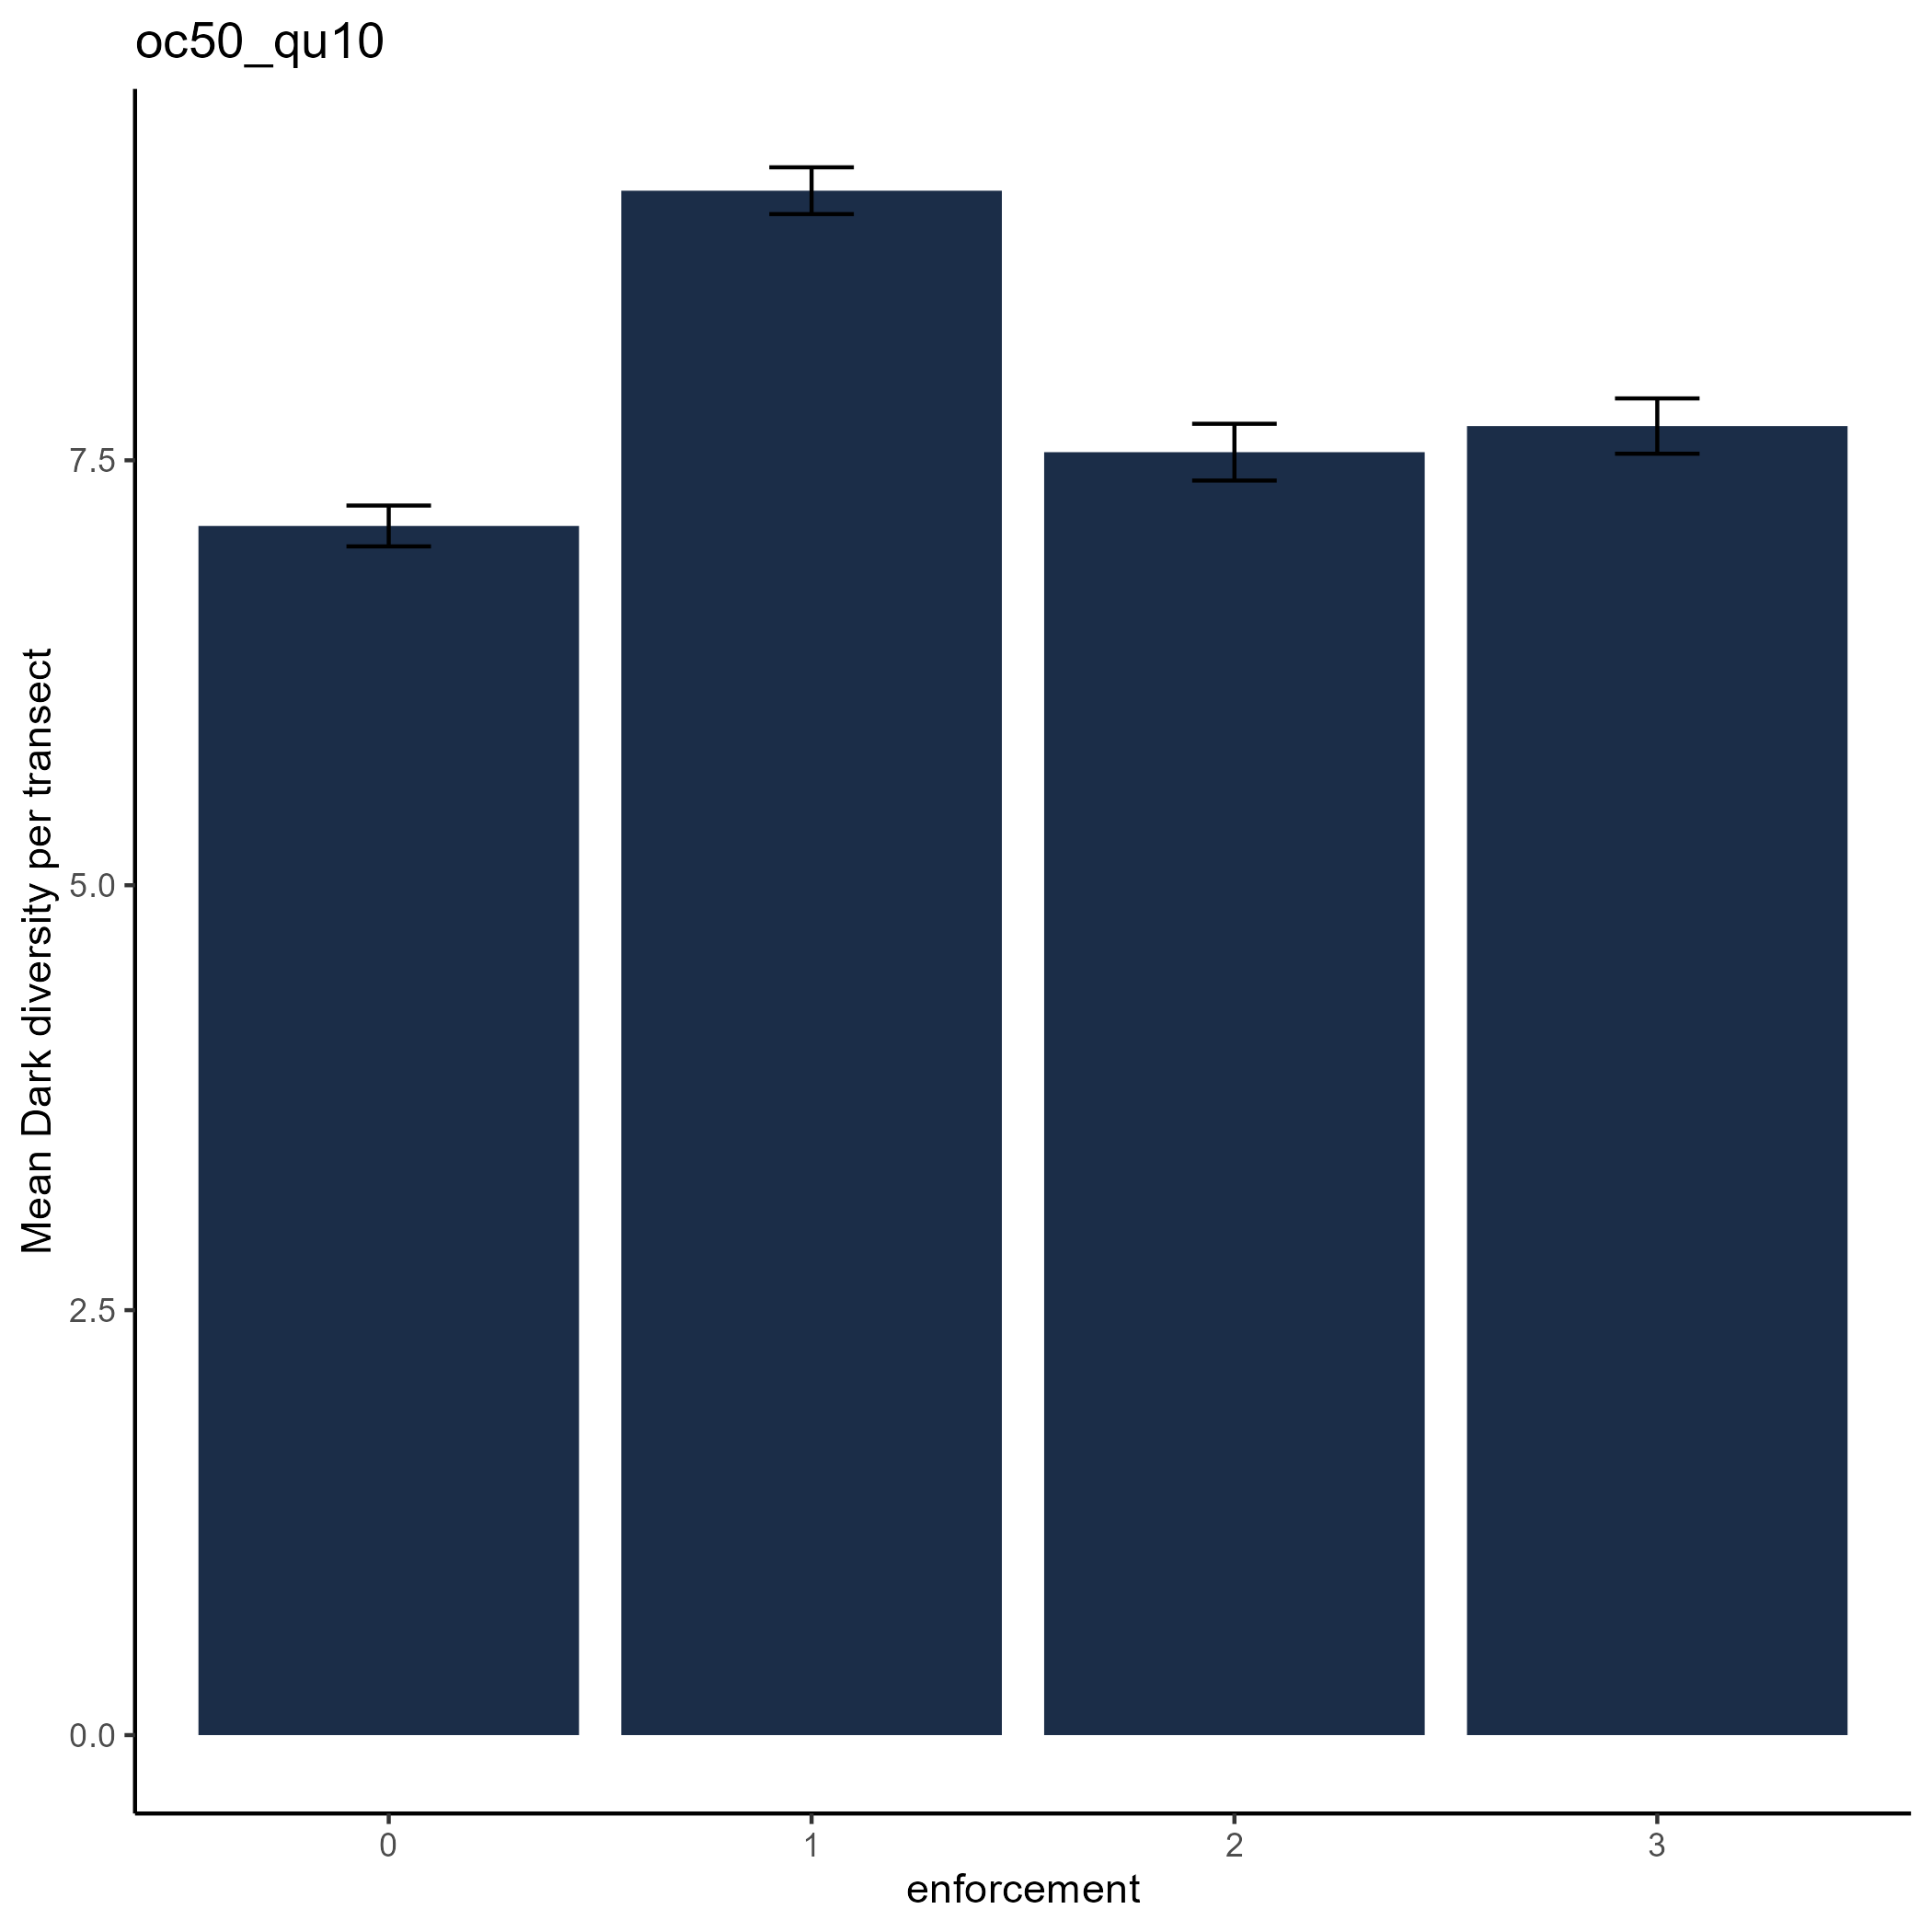 oc50_qu10
Mean Dark diversity per transect
7.5
5.0
2.5
0.0
0 1 2 3
enforcement